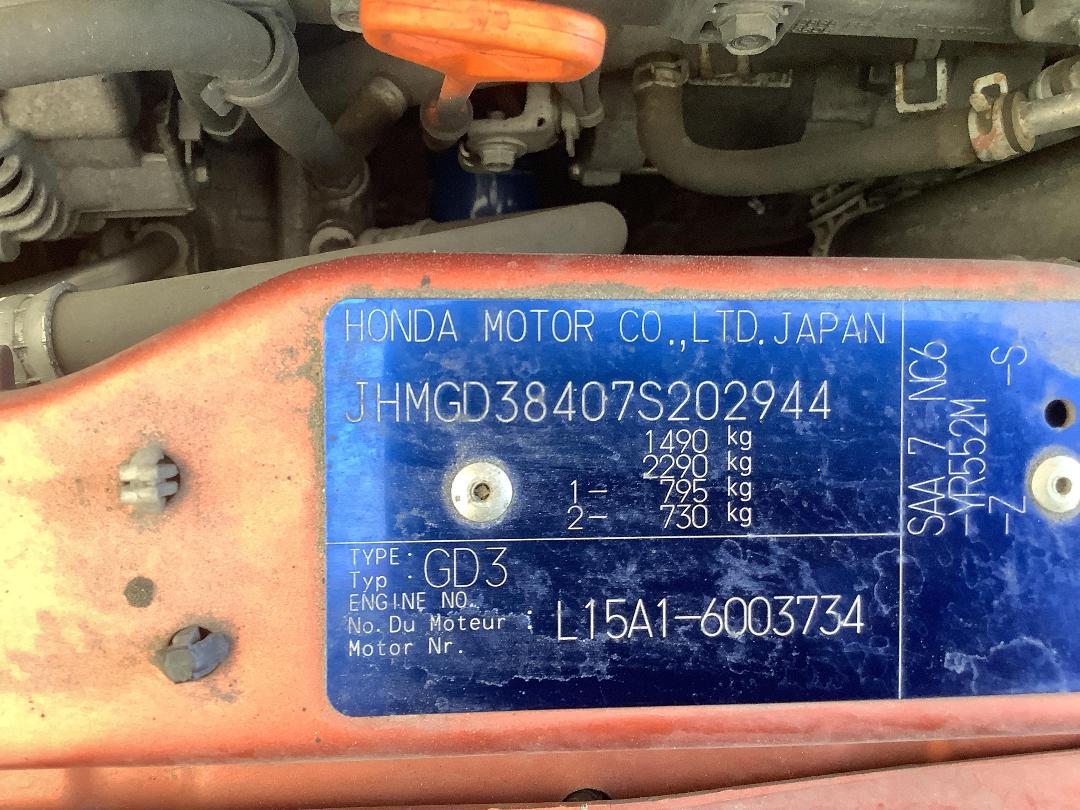 HONDA MOTOR CO.,LTD.JAPAN
JHMGD38407S202944
1490 kg
2290 kg
1- 795 kg
2- 730 kg
TYPE :
Typ : GD3
ENGINE NO.
No.Du Moteur : L15A1-6003734
Motor Nr.
SAA 7 NC6
-YR552M -S
-Z